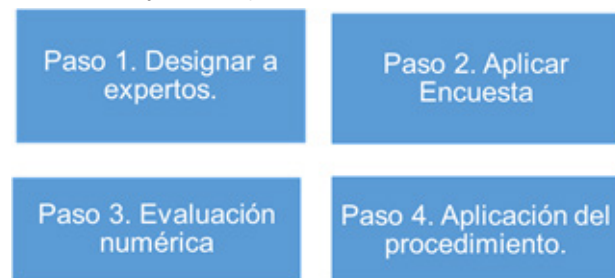 Paso 1. Designar a
expertos.
Paso 2. Aplicar
Encuesta
Paso 3. Evaluación
numérica
Paso 4. Aplicación del
procedimiento.